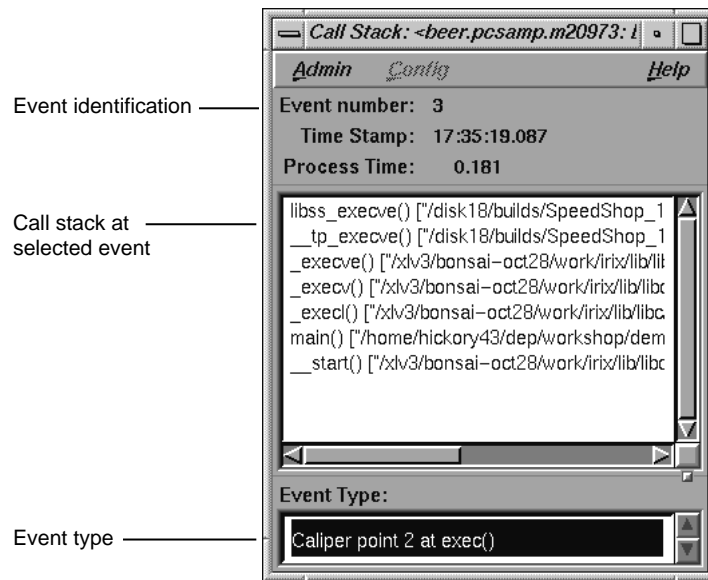 Call Stack: <beer.pcsamp.m20973:
Admin Config Help
Event identification
Event number: 3
Time Stamp: 17:35:19.087
Process Time: 0.181
Call stack at
selected event
libss_execve() ["/disk18/builds/SpeedShop_1
__tp_execve() ["/disk18/builds/SpeedShop_1
_execve() ["/xlv3/bonsai-oct28/work/irix/lib/lib
_execv() ["/xlv3/bonsai-oct28/work/irix/lib/libc
_execl() ["/xlv3/bonsai-oct28/work/irix/lib/libc
main() ["/home/hickory43/dep/workshop/dem
__start() ["/xlv3/bonsai-oct28/work/irix/lib/libc
Event Type:
Event type
Caliper point 2 at exec()